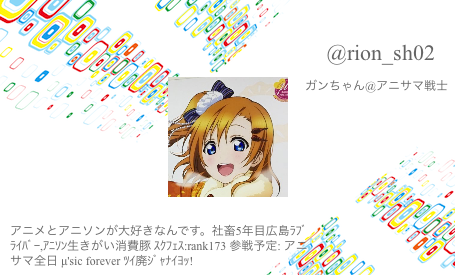 @rion_sh02
ガンちゃん@アニサマ戦士
アニメとアニソンが大好きなんです。社畜5年目広島ﾗﾌﾞ
ﾗｲﾊﾞｰ,ｱﾆｿﾝ生きがい消費豚 ｽｸﾌｪｽ:rank173 参戦予定: アニ
サマ全日 μ'sic forever ﾂｲ廃ｼﾞｬﾅｲﾖｯ!